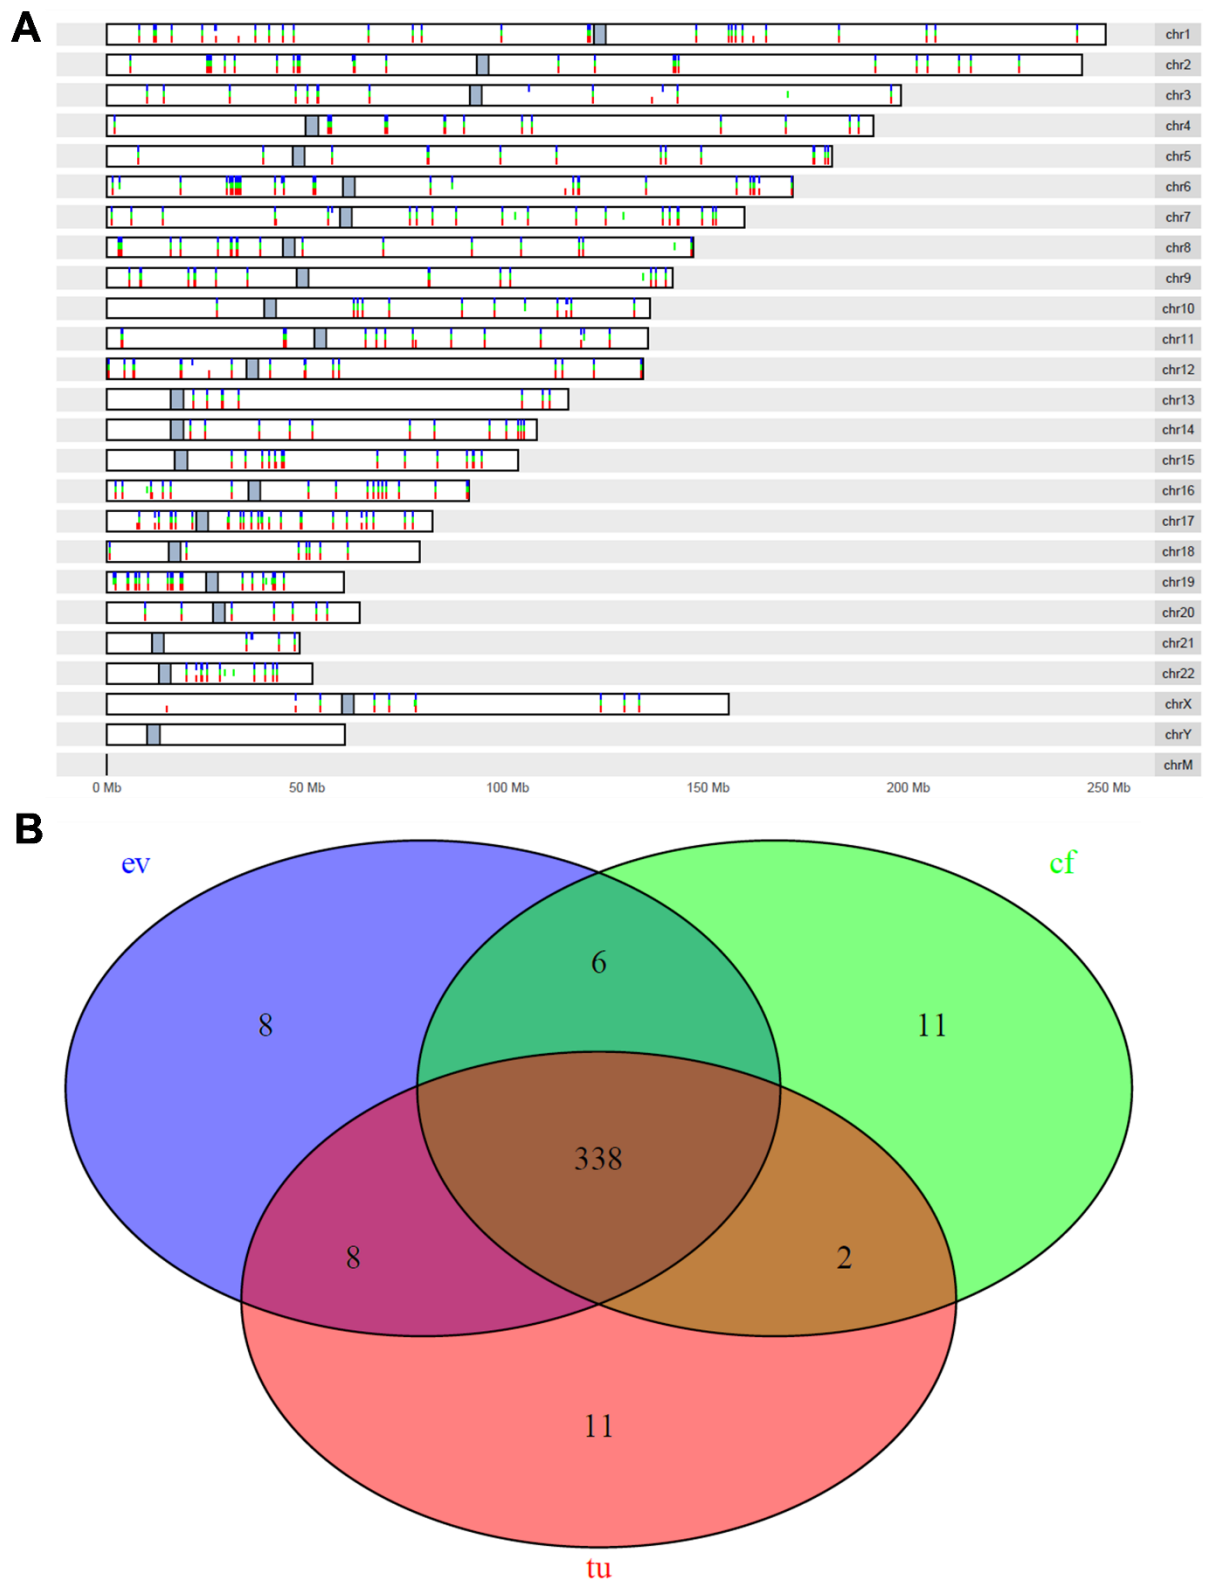 A
chr1
chr2
chr3
chr4
chr5
chr6
chr7
chr8
chr9
chr10
chr11
chr12
chr13
chr14
chr15
chr16
chr17
chr18
chr19
chr20
chr21
chr22
chrX
chrY
chrM
0 Mb 50 Mb 100 Mb 150 Mb 200 Mb 250 Mb
B
ev cf
6
8 11
338
8 2
11
tu